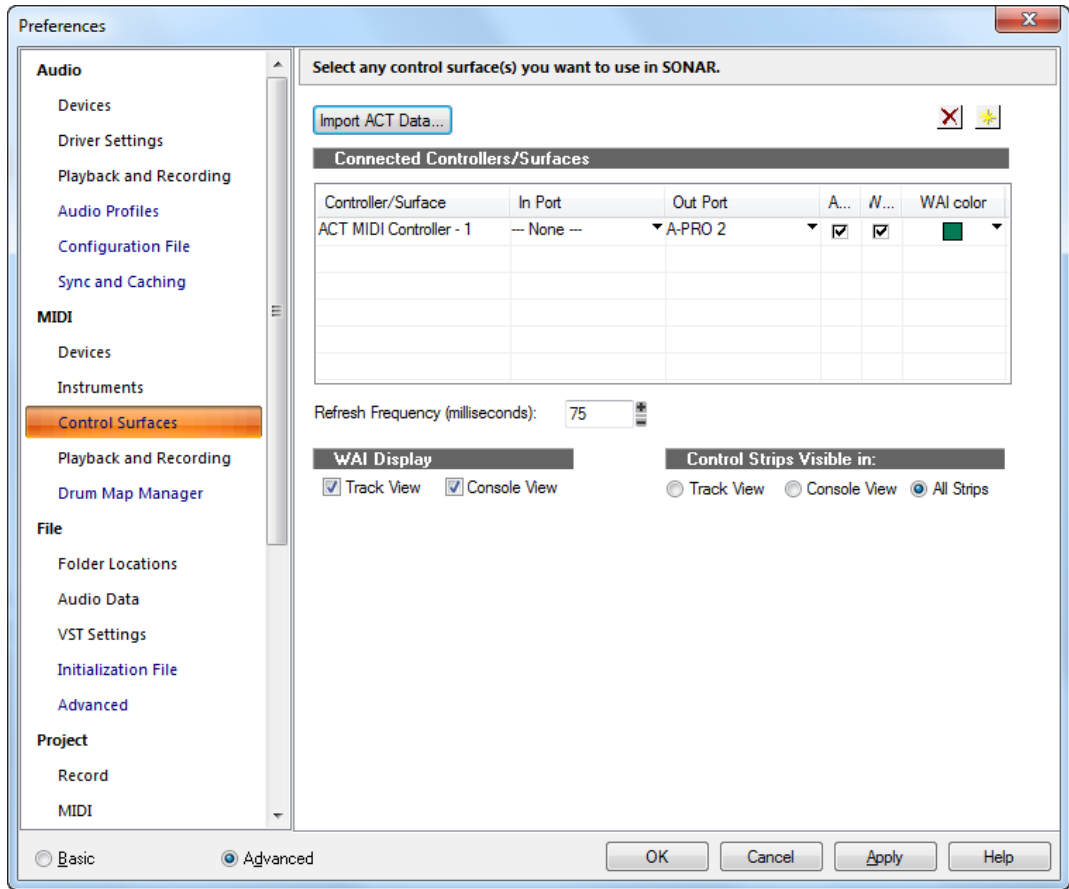 Preferences
Audio
Devices
Driver Settings
Playback and Recording
Audio Profiles
Configuration File
Sync and Caching
MIDI
Devices
Instruments
Control Surfaces
Playback and Recording
Drum Map Manager
File
Folder Locations
Audio Data
VST Settings
Initialization File
Advanced
Project
Record
MIDI
Select any control surface(s) you want to use in SONAR.
Import ACT Data...
Connected Controllers/Surfaces
Controller/Surface In Port Out Port A... W... WAI color
ACT MIDI Controller - 1 --- None --- A-PRO 2
Refresh Frequency (milliseconds): 75
WAI Display
Track View Console View
Control Strips Visible in:
Track View Console View All Strips
Basic Advanced OK Cancel Apply Help